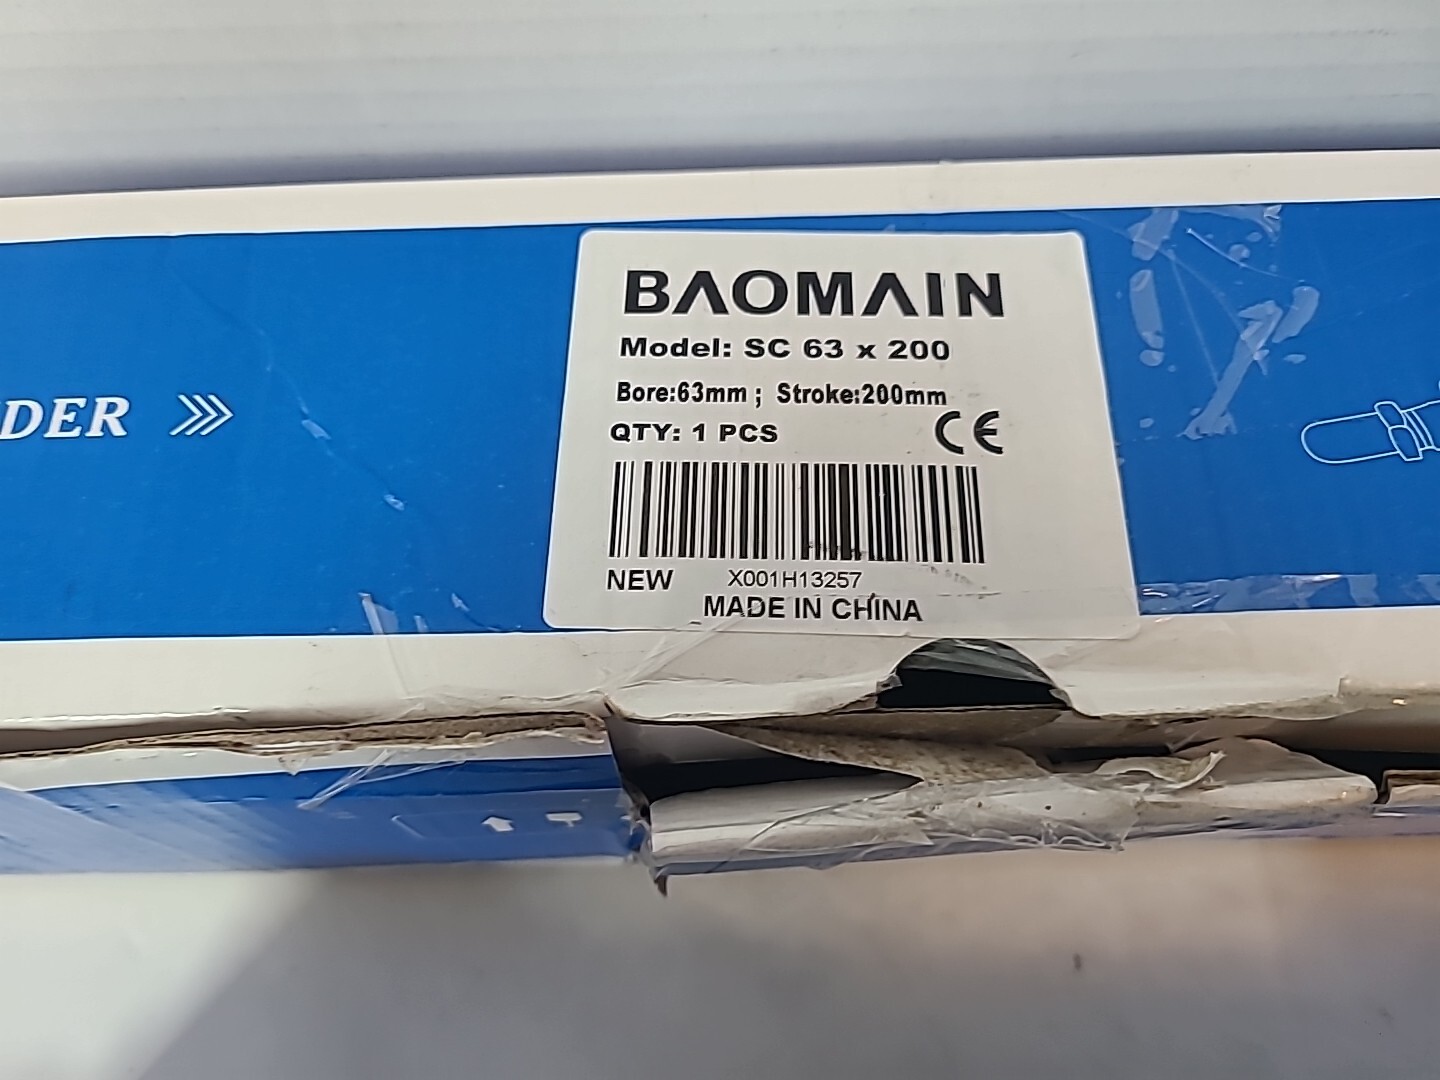 DER
BAOMAIN
Model: SC 63 x 200
Bore:63mm ; Stroke:200mm
QTY: 1 PCS
CE
NEW X001H13257
MADE IN CHINA